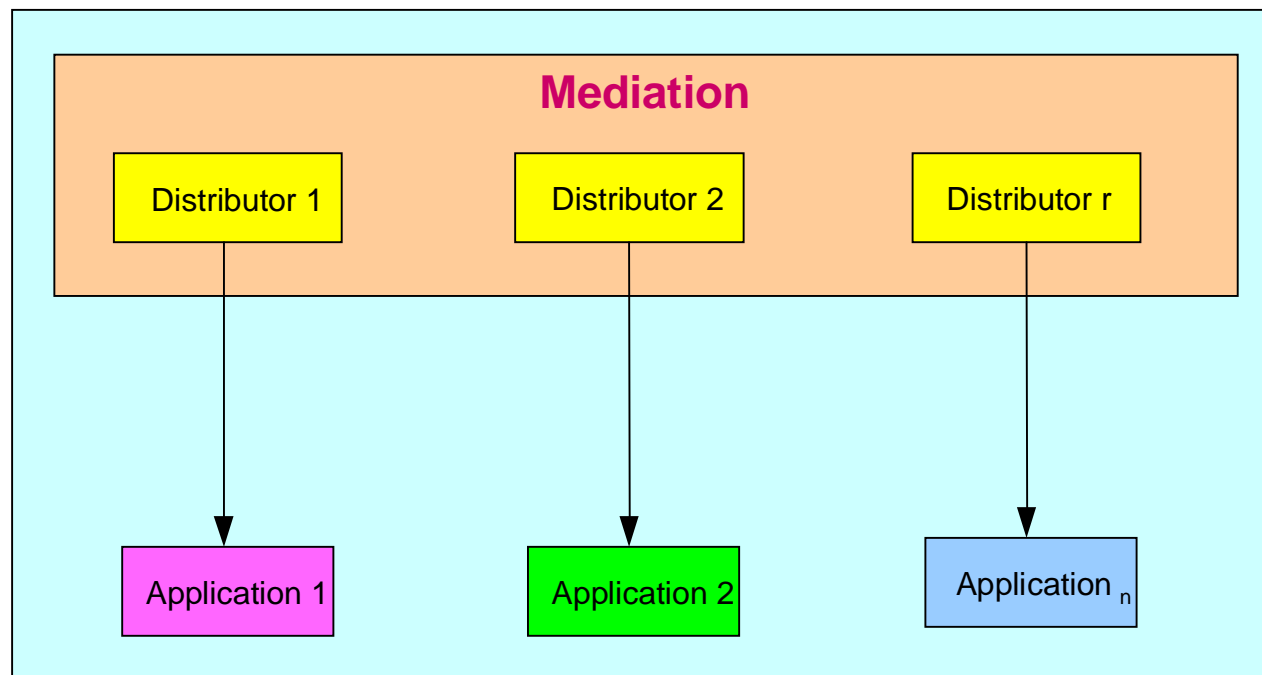 Mediation
Distributor 1
Distributor 2
Distributor r
Application 1
Application 2
Application n